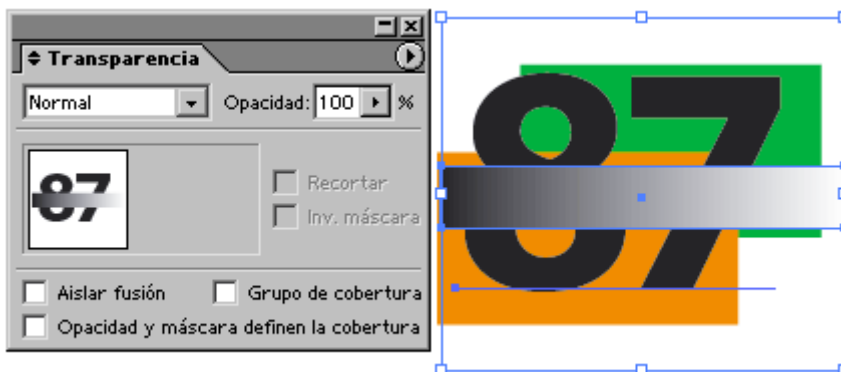 Transparencia
Normal Opacidad: 100 %
87
Recortar
Inv. máscara
Aislar fusión Grupo de cobertura
Opacidad y máscara definen la cobertura
87